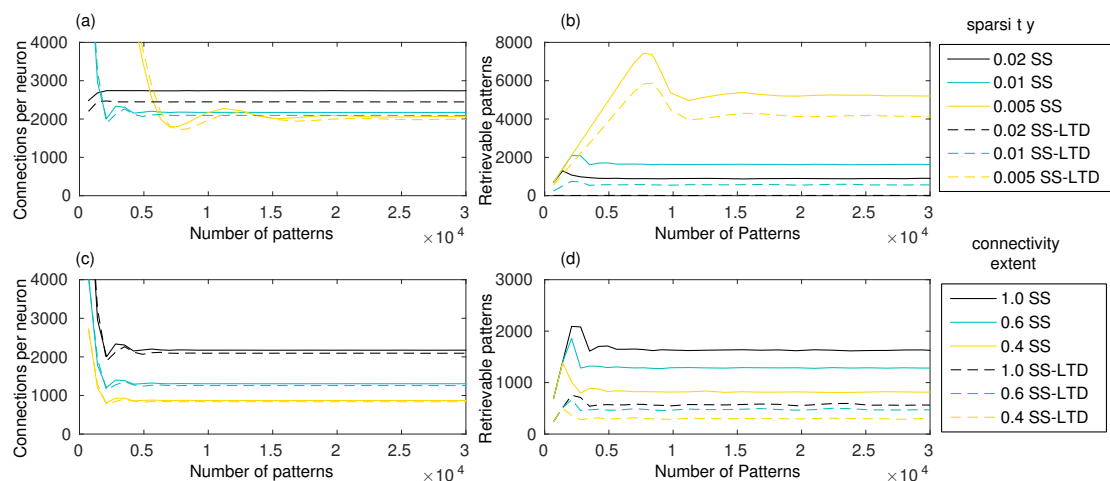 (a)
Connections per neuron
4000
3000
2000
1000
0
0 0.5 1 1.5 2 2.5 3
Number of patterns
×10^4
(b)
Retrievable patterns
8000
6000
4000
2000
0
0 0.5 1 1.5 2 2.5 3
Number of Patterns
×10^4
sparsi t y
0.02 SS
0.01 SS
0.005 SS
0.02 SS-LTD
0.01 SS-LTD
0.005 SS-LTD
(c)
Connections per neuron
4000
3000
2000
1000
0
0 0.5 1 1.5 2 2.5 3
Number of patterns
×10^4
(d)
Retrievable patterns
3000
2000
1000
0
0 0.5 1 1.5 2 2.5 3
Number of Patterns
×10^4
connectivity
extent
1.0 SS
0.6 SS
0.4 SS
1.0 SS-LTD
0.6 SS-LTD
0.4 SS-LTD